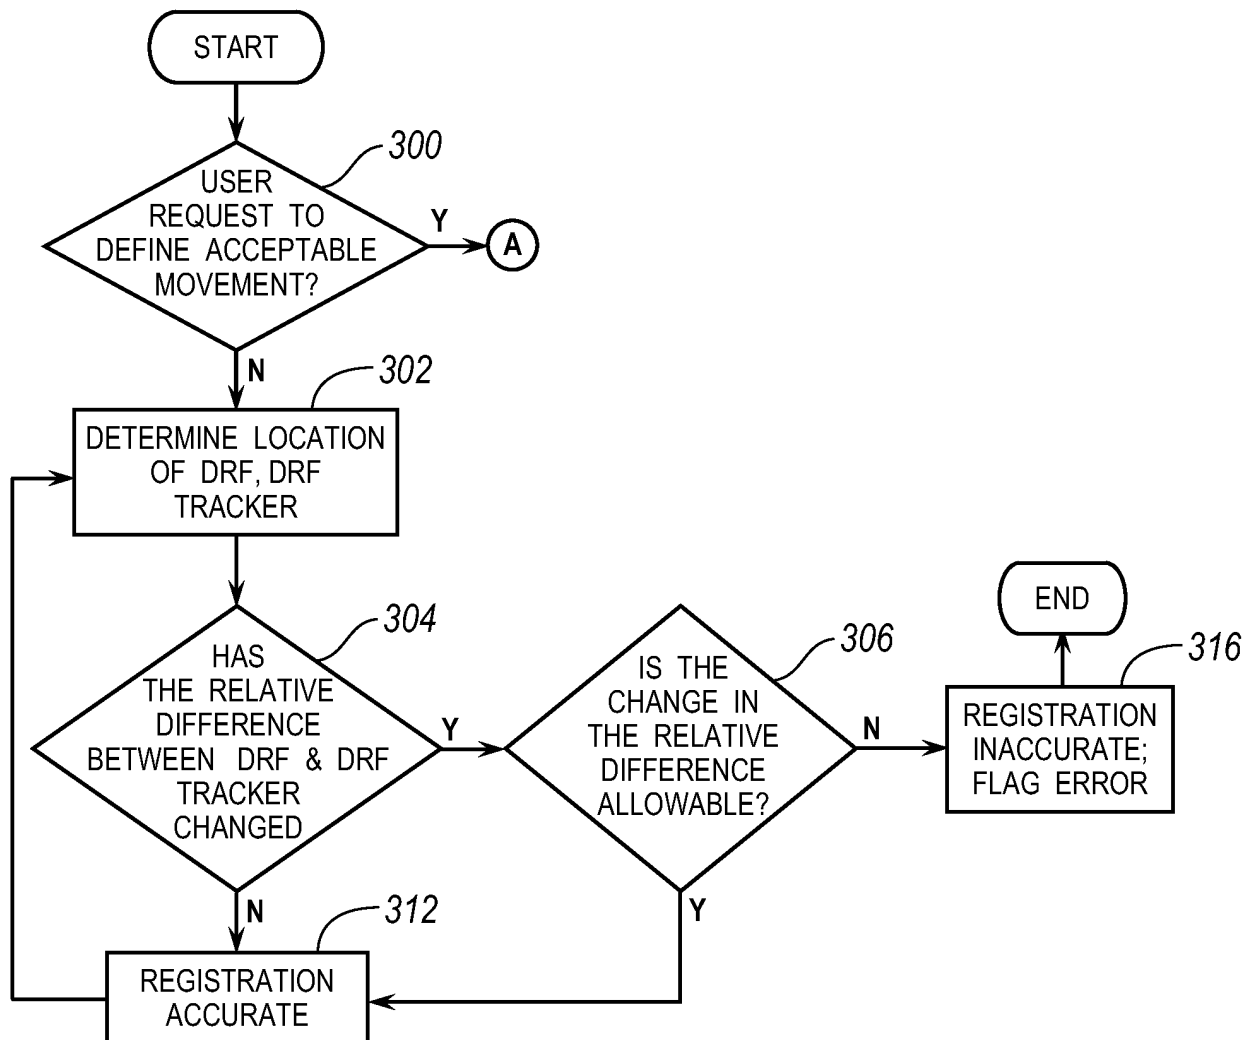 START
300
USER
REQUEST TO
DEFINE ACCEPTABLE
MOVEMENT?
Y
A
N
302
DETERMINE LOCATION
OF DRF, DRF
TRACKER
304
HAS
THE RELATIVE
DIFFERENCE
BETWEEN DRF & DRF
TRACKER
CHANGED
Y
306
IS THE
CHANGE IN
THE RELATIVE
DIFFERENCE
ALLOWABLE?
N
END
316
REGISTRATION
INACCURATE;
FLAG ERROR
N
Y
312
REGISTRATION
ACCURATE